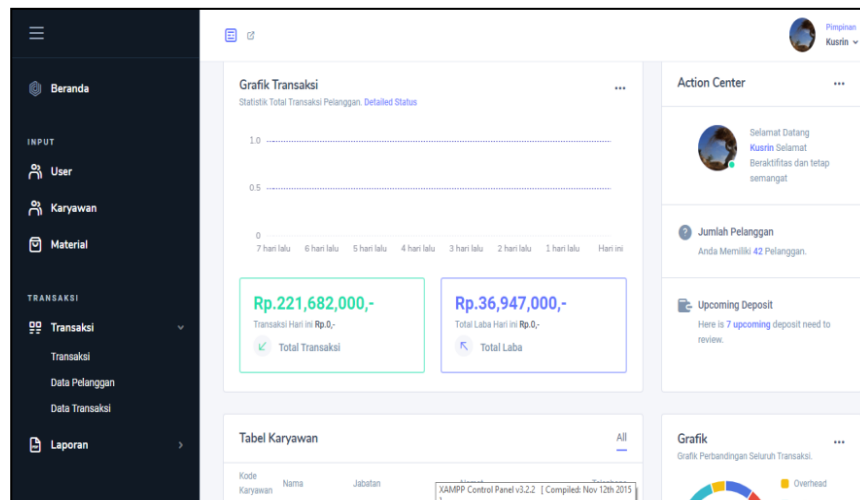 Pimpinan
Kusrin
Beranda
INPUT
User
Karyawan
Material
TRANSAKSI
Transaksi
Transaksi
Data Pelanggan
Data Transaksi
Laporan
Grafik Transaksi
Statistik Total Transaksi Pelanggan. Detailed Status
1.0
0.5
0
7 hari lalu 6 hari lalu 5 hari lalu 4 hari lalu 3 hari lalu 2 hari lalu 1 hari lalu Hari ini
Rp.221,682,000,-
Transaksi Hari ini Rp.0,-
Total Transaksi
Rp.36,947,000,-
Total Laba Hari ini Rp.0,-
Total Laba
Action Center
Selamat Datang
Kusrin Selamat
Beraktifitas dan tetap
semangat
Jumlah Pelanggan
Anda Memiliki 42 Pelanggan.
Upcoming Deposit
Here is 7 upcoming deposit need to
review.
Tabel Karyawan
All
Kode
Karyawan
Nama
Jabatan
XAMPP Control Panel v3.2.2 [ Compiled: Nov 12th 2015
]
Grafik
Grafik Perbandingan Seluruh Transaksi.
Overhead